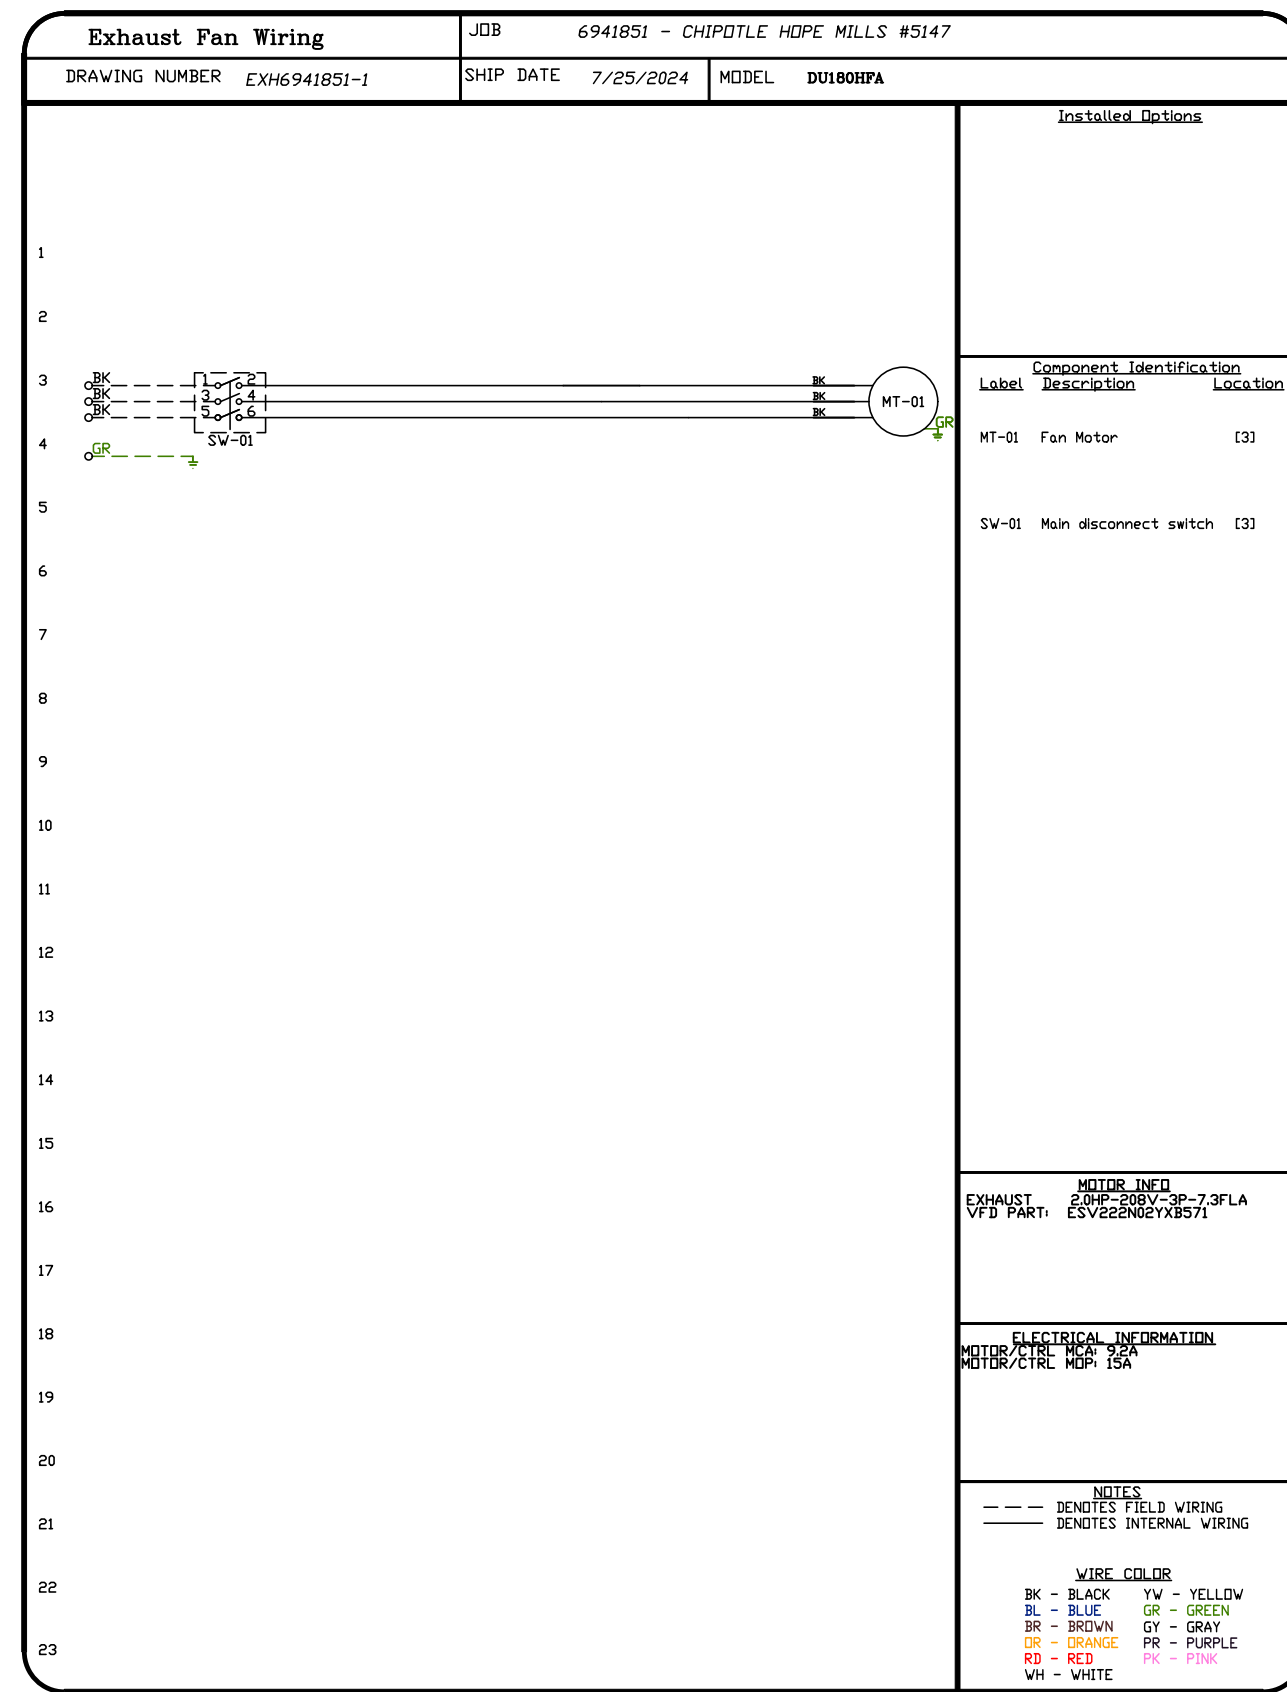 Exhaust Fan Wiring
JOB 6941851 - CHIPOTLE HOPE MILLS #5147
DRAWING NUMBER EXH6941851-1
SHIP DATE 7/25/2024
MODEL DU180HFA
Installed Options
1
2
3
BK
BK
BK
1 2
3 4
5 6
SW-01
BK
BK
BK
MT-01
GR
4
GR
5
6
7
8
9
10
11
12
13
14
15
16
17
18
19
20
21
22
23
Component Identification
Label Description Location
MT-01 Fan Motor [3]
SW-01 Main disconnect switch [3]
MOTOR INFO
EXHAUST 2.0HP-208V-3P-7.3FLA
VFD PART: ESV222N02YXB571
ELECTRICAL INFORMATION
MOTOR/CTRL MCA: 9.2A
MOTOR/CTRL MOP: 15A
NOTES
DENOTES FIELD WIRING
DENOTES INTERNAL WIRING
WIRE COLOR
BK - BLACK YW - YELLOW
BL - BLUE GR - GREEN
BR - BROWN GY - GRAY
OR - ORANGE PR - PURPLE
RD - RED PK - PINK
WH - WHITE